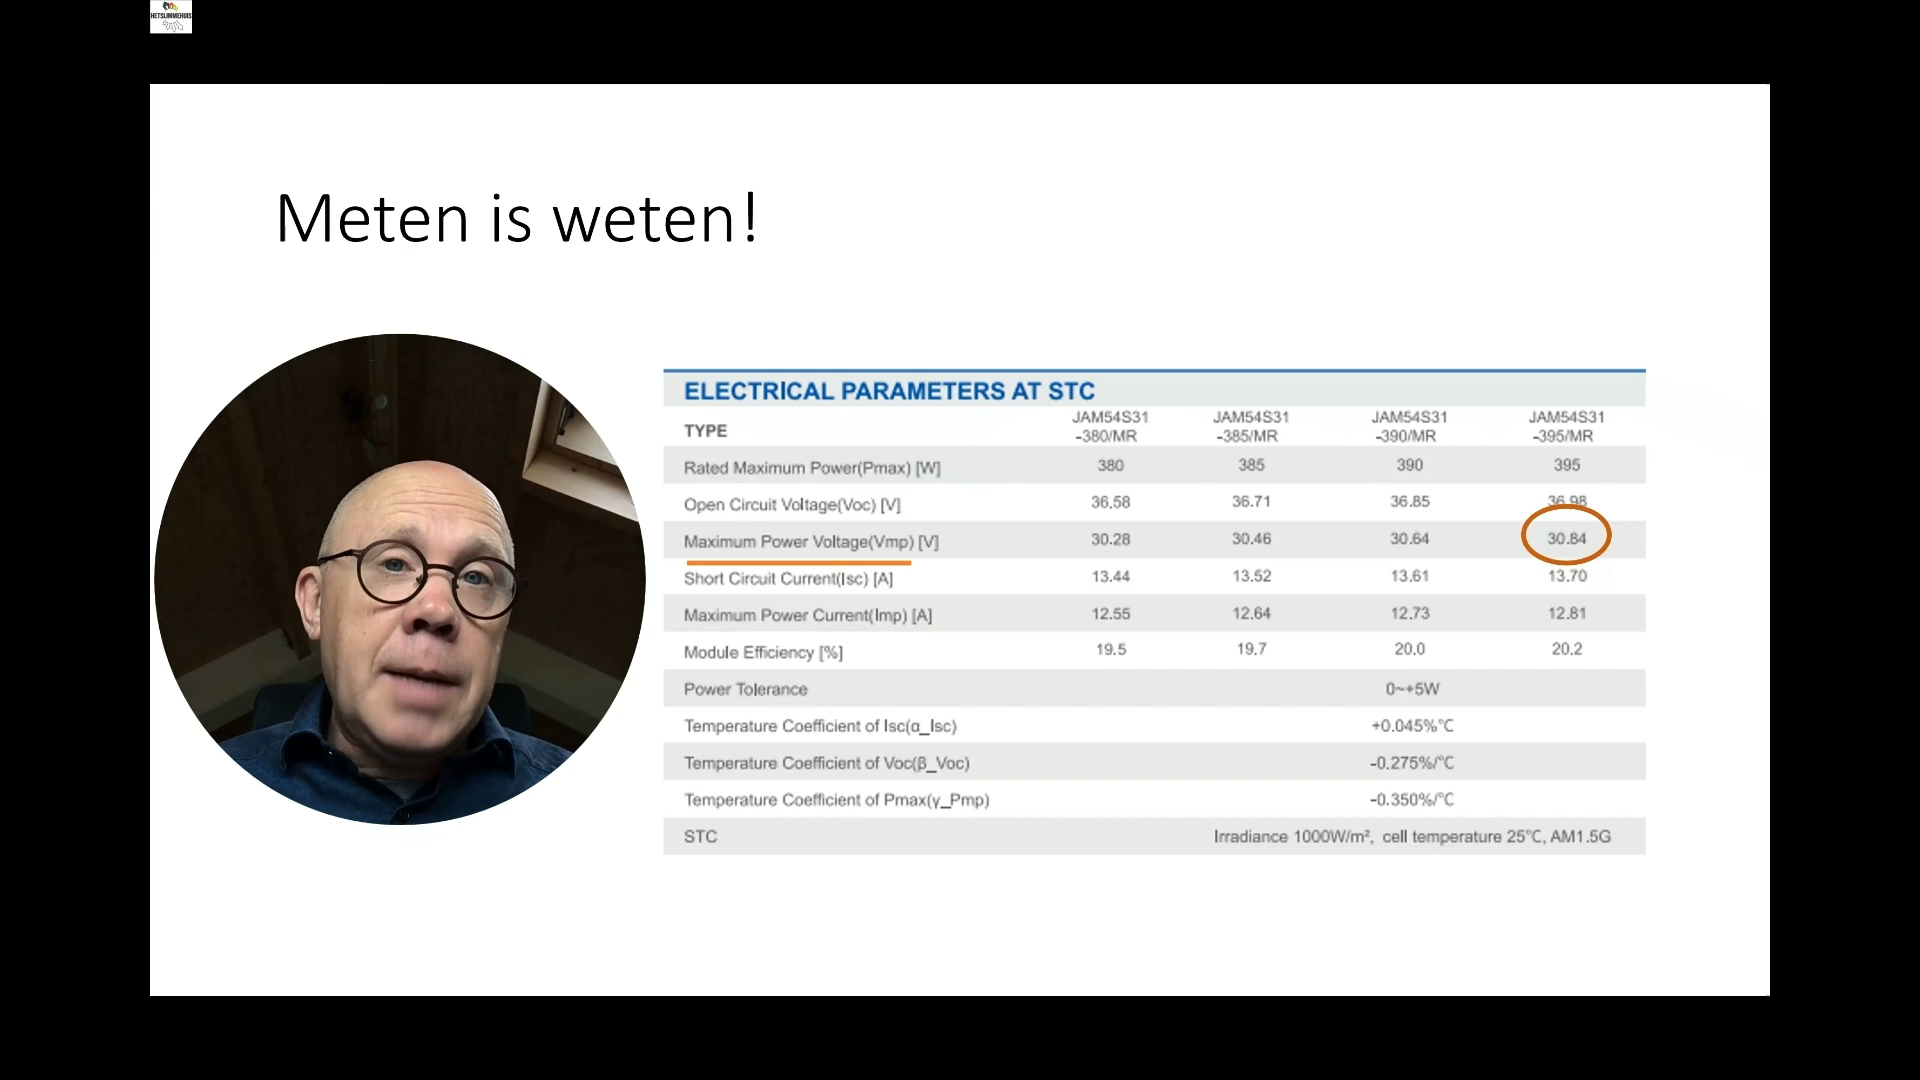 HETSLIMMEHUIS
Meten is weten!
ELECTRICAL PARAMETERS AT STC
TYPE JAM54S31 -380/MR JAM54S31 -385/MR JAM54S31 -390/MR JAM54S31 -395/MR
Rated Maximum Power(Pmax) [W] 380 385 390 395
Open Circuit Voltage(Voc) [V] 36.58 36.71 36.85 36.98
Maximum Power Voltage(Vmp) [V] 30.28 30.46 30.64 30.84
Short Circuit Current(Isc) [A] 13.44 13.52 13.61 13.70
Maximum Power Current(Imp) [A] 12.55 12.64 12.73 12.81
Module Efficiency [%] 19.5 19.7 20.0 20.2
Power Tolerance 0~+5W
Temperature Coefficient of Isc(α_Isc) +0.045%℃
Temperature Coefficient of Voc(β_Voc) -0.275%/℃
Temperature Coefficient of Pmax(γ_Pmp) -0.350%/℃
STC Irradiance 1000W/m², cell temperature 25℃, AM1.5G